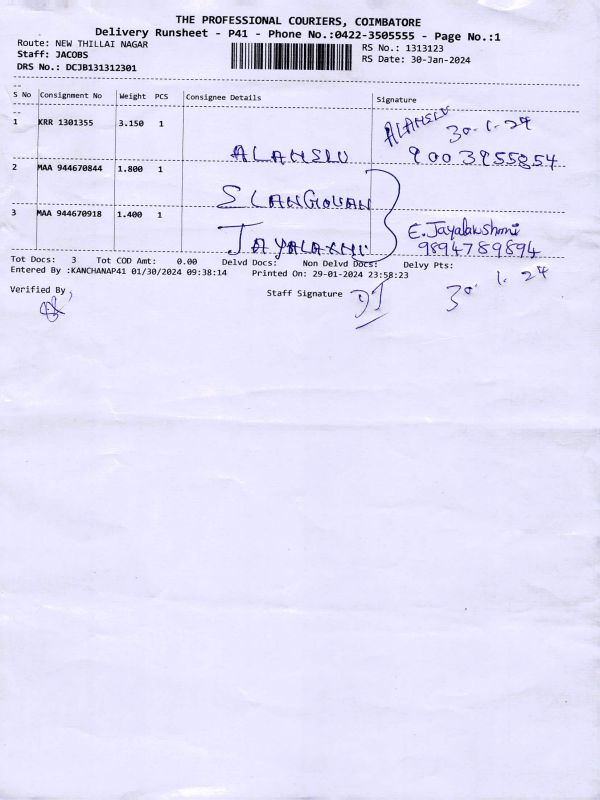 THE PROFESSIONAL COURIERS, COIMBATORE
Delivery Runsheet - P41 - Phone No.:0422-3505555 - Page No.:1
Route: NEW THILLAI NAGAR
RS No.: 1313123
Staff: JACOBS
RS Date: 30-Jan-2024
DRS No.: DCJB131312301
S No Consignment No Weight PCS Consignee Details Signature
1 KRR 1301355 3.150 1
30.1.24
9003955854
2 MAA 944670844 1.800 1
3 MAA 944670918 1.400 1
E. Jayalakshmi
9894789894
Tot Docs: 3 Tot COD Amt: 0.00 Delvd Docs: Non Delvd Docs: Delvy Pts:
Entered By :KANCHANAP41 01/30/2024 09:38:14 Printed On: 29-01-2024 23:58:23
30.1.24
Verified By
Staff Signature